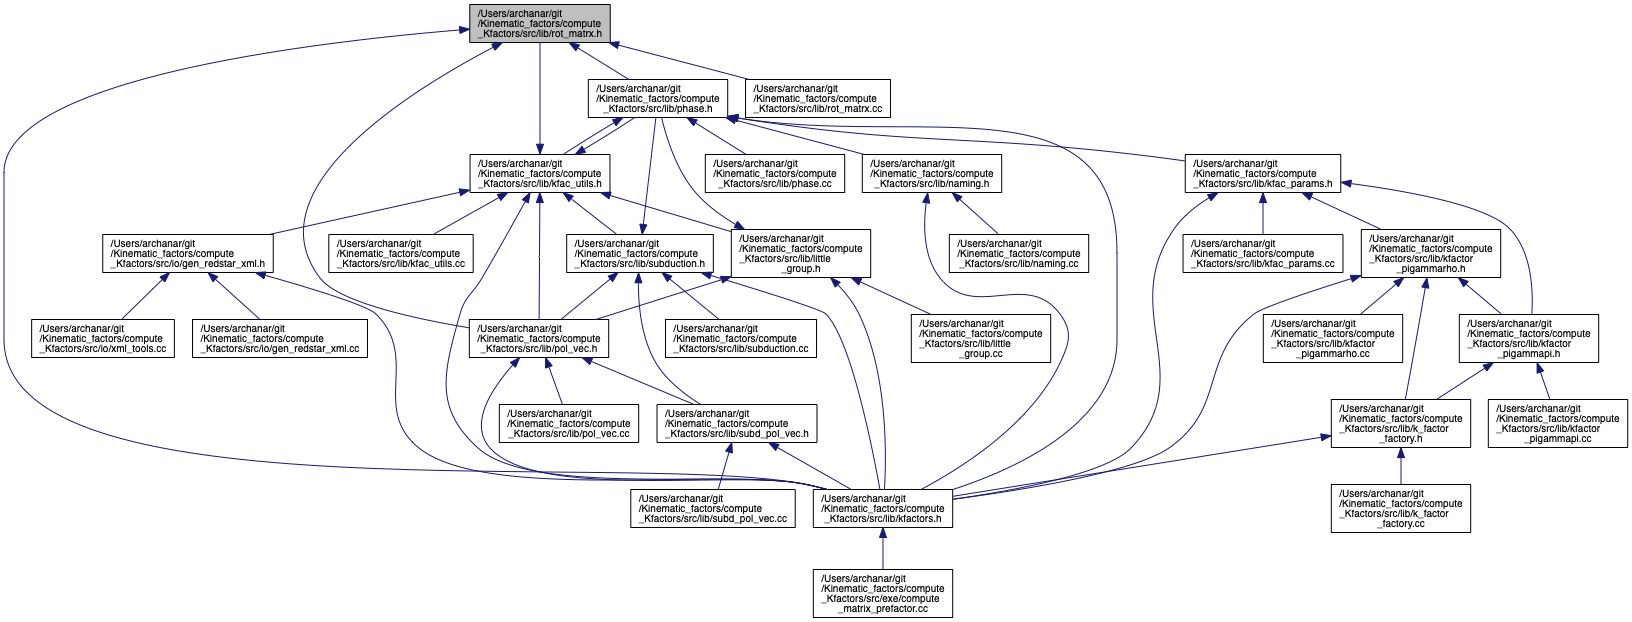 /Users/archanar/git
/Kinematic_factors/compute
_Kfactors/src/lib/rot_matrx.h
/Users/archanar/git
/Kinematic_factors/compute
_Kfactors/src/lib/phase.h
/Users/archanar/git
/Kinematic_factors/compute
_Kfactors/src/lib/rot_matrx.cc
/Users/archanar/git
/Kinematic_factors/compute
_Kfactors/src/lib/kfac_utils.h
/Users/archanar/git
/Kinematic_factors/compute
_Kfactors/src/lib/phase.cc
/Users/archanar/git
/Kinematic_factors/compute
_Kfactors/src/lib/naming.h
/Users/archanar/git
/Kinematic_factors/compute
_Kfactors/src/lib/kfac_params.h
/Users/archanar/git
/Kinematic_factors/compute
_Kfactors/src/io/gen_redstar_xml.h
/Users/archanar/git
/Kinematic_factors/compute
_Kfactors/src/lib/kfac_utils.cc
/Users/archanar/git
/Kinematic_factors/compute
_Kfactors/src/lib/subduction.h
/Users/archanar/git
/Kinematic_factors/compute
_Kfactors/src/lib/little
_group.h
/Users/archanar/git
/Kinematic_factors/compute
_Kfactors/src/lib/naming.cc
/Users/archanar/git
/Kinematic_factors/compute
_Kfactors/src/lib/kfac_params.cc
/Users/archanar/git
/Kinematic_factors/compute
_Kfactors/src/lib/kfactor
_pigammarho.h
/Users/archanar/git
/Kinematic_factors/compute
_Kfactors/src/io/xml_tools.cc
/Users/archanar/git
/Kinematic_factors/compute
_Kfactors/src/io/gen_redstar_xml.cc
/Users/archanar/git
/Kinematic_factors/compute
_Kfactors/src/lib/pol_vec.h
/Users/archanar/git
/Kinematic_factors/compute
_Kfactors/src/lib/subduction.cc
/Users/archanar/git
/Kinematic_factors/compute
_Kfactors/src/lib/little
_group.cc
/Users/archanar/git
/Kinematic_factors/compute
_Kfactors/src/lib/kfactor
_pigammarho.cc
/Users/archanar/git
/Kinematic_factors/compute
_Kfactors/src/lib/kfactor
_pigammapi.h
/Users/archanar/git
/Kinematic_factors/compute
_Kfactors/src/lib/pol_vec.cc
/Users/archanar/git
/Kinematic_factors/compute
_Kfactors/src/lib/subd_pol_vec.h
/Users/archanar/git
/Kinematic_factors/compute
_Kfactors/src/lib/k_factor
_factory.h
/Users/archanar/git
/Kinematic_factors/compute
_Kfactors/src/lib/kfactor
_pigammapi.cc
/Users/archanar/git
/Kinematic_factors/compute
_Kfactors/src/lib/subd_pol_vec.cc
/Users/archanar/git
/Kinematic_factors/compute
_Kfactors/src/lib/kfactors.h
/Users/archanar/git
/Kinematic_factors/compute
_Kfactors/src/lib/k_factor
_factory.cc
/Users/archanar/git
/Kinematic_factors/compute
_Kfactors/src/exe/compute
_matrix_prefactor.cc